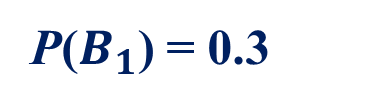 P(B₁) = 0.3